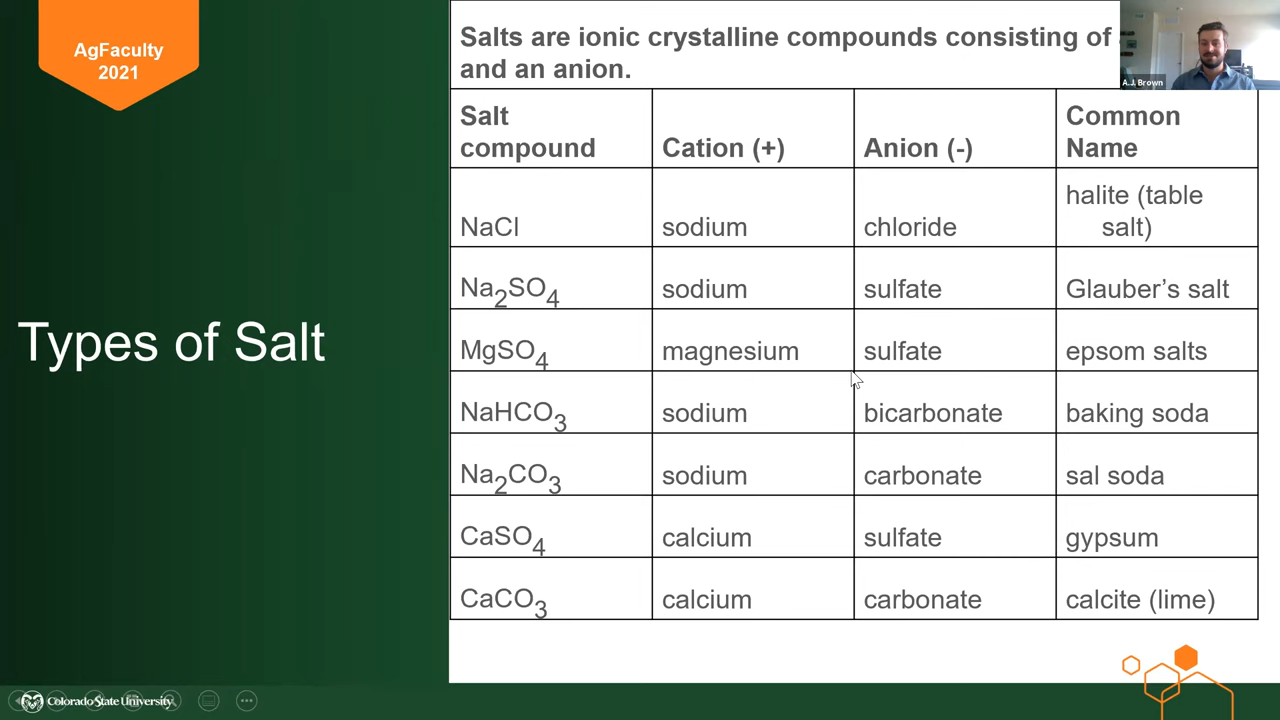 AgFaculty
2021
Salts are ionic crystalline compounds consisting of
and an anion.
A.J. Brown
Salt
compound
Cation (+)
Anion (-)
Common
Name
NaCl
sodium
chloride
halite (table
salt)
Na₂SO₄
sodium
sulfate
Glauber’s salt
Types of Salt
MgSO₄
magnesium
sulfate
epsom salts
NaHCO₃
sodium
bicarbonate
baking soda
Na₂CO₃
sodium
carbonate
sal soda
CaSO₄
calcium
sulfate
gypsum
CaCO₃
calcium
carbonate
calcite (lime)
Colorado State University